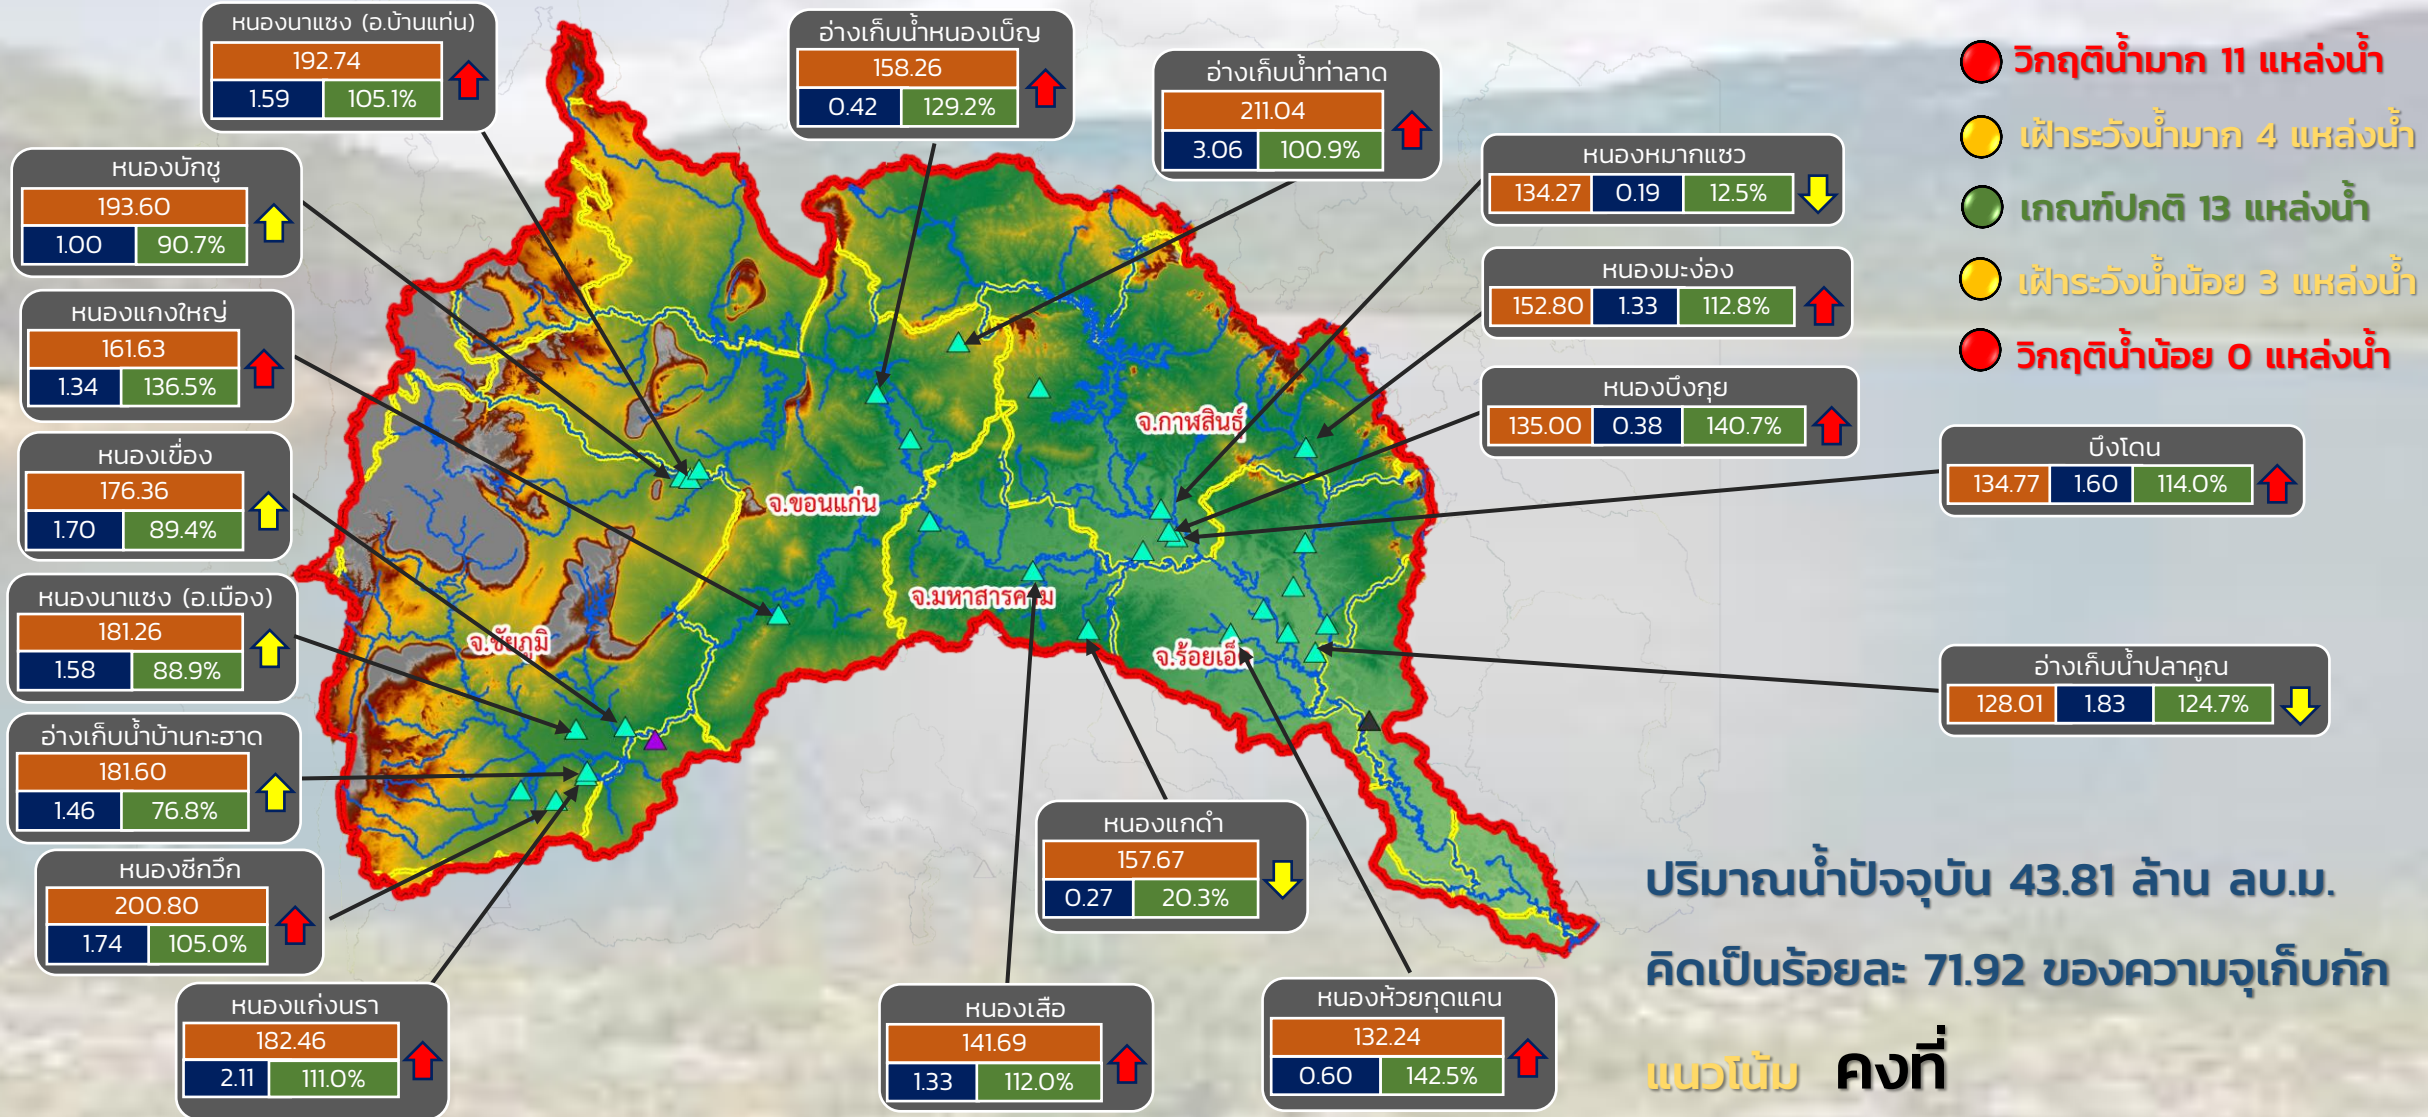 หนองนาแซง (อ.บ้านแท่น)
192.74
1.59 105.1%
อ่างเก็บน้ำหนองเบ็ญ
158.26
0.42 129.2%
อ่างเก็บน้ำท่าลาด
211.04
3.06 100.9%
วิกฤติน้ำมาก 11 แหล่งน้ำ
เฝ้าระวังน้ำมาก 4 แหล่งน้ำ
เกณฑ์ปกติ 13 แหล่งน้ำ
เฝ้าระวังน้ำน้อย 3 แหล่งน้ำ
วิกฤติน้ำน้อย 0 แหล่งน้ำ
หนองบักชู
193.60
1.00 90.7%
หนองหมากแซว
134.27 0.19 12.5%
หนองมะง่อง
152.80 1.33 112.8%
หนองแกงใหญ่
161.63
1.34 136.5%
หนองบึงกุย
135.00 0.38 140.7%
หนองเขื่อง
176.36
1.70 89.4%
บึงโดน
134.77 1.60 114.0%
จ.กาฬสินธุ์
จ.ขอนแก่น
จ.มหาสารคาม
จ.ชัยภูมิ
จ.ร้อยเอ็ด
หนองนาแซง (อ.เมือง)
181.26
1.58 88.9%
อ่างเก็บน้ำปลาคูณ
128.01 1.83 124.7%
อ่างเก็บน้ำบ้านกะฮาด
181.60
1.46 76.8%
หนองแกดำ
157.67
0.27 20.3%
หนองซีกวึก
200.80
1.74 105.0%
หนองแก่งนรา
182.46
2.11 111.0%
หนองเสือ
141.69
1.33 112.0%
หนองห้วยกุดแคน
132.24
0.60 142.5%
ปริมาณน้ำปัจจุบัน 43.81 ล้าน ลบ.ม.
คิดเป็นร้อยละ 71.92 ของความจุเก็บกัก
แนวโน้ม คงที่